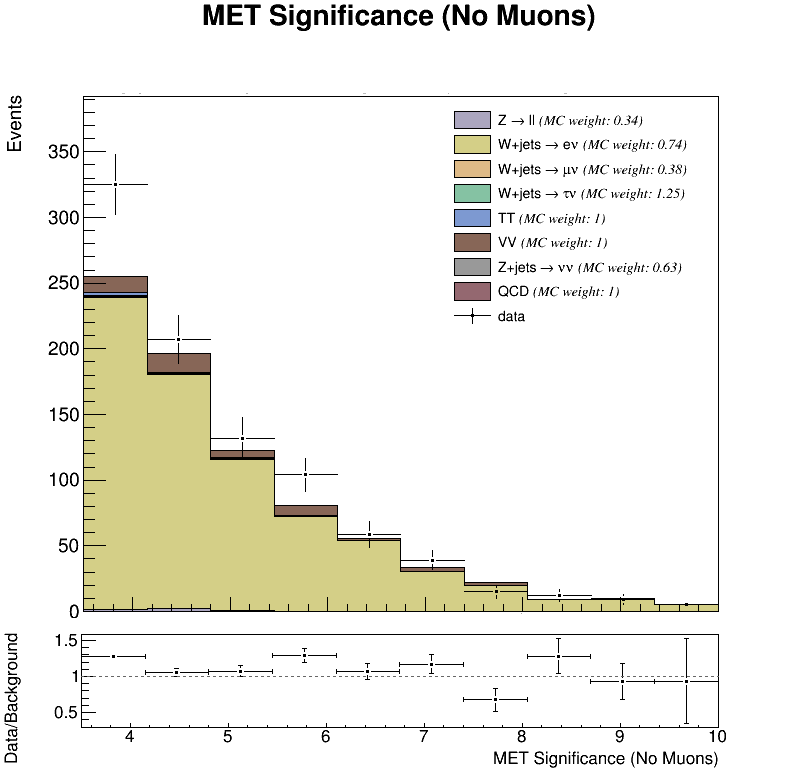 MET Significance (No Muons)
Events
350
300
250
200
150
100
50
0
Z → ll (MC weight: 0.34)
W+jets → eν (MC weight: 0.74)
W+jets → μν (MC weight: 0.38)
W+jets → τν (MC weight: 1.25)
TT (MC weight: 1)
VV (MC weight: 1)
Z+jets → νν (MC weight: 0.63)
QCD (MC weight: 1)
data
Data/Background
1.5
1
0.5
4 5 6 7 8 9 10
MET Significance (No Muons)